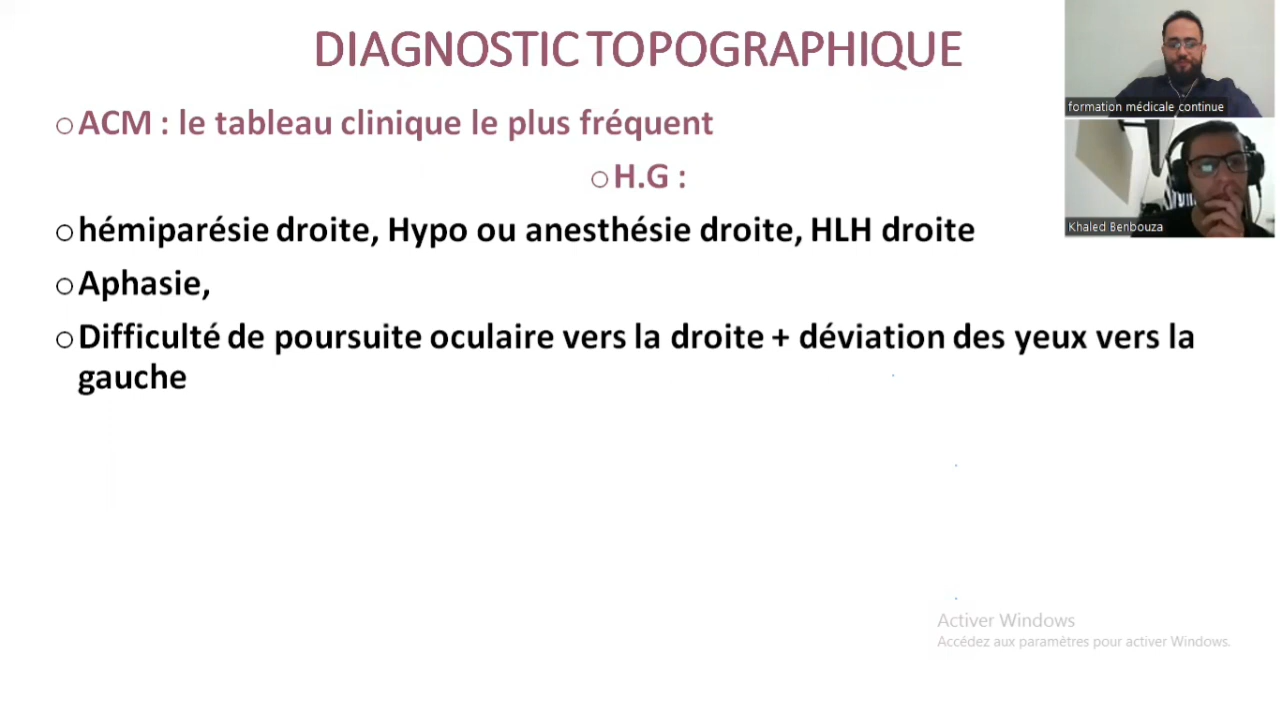 DIAGNOSTIC TOPOGRAPHIQUE
formation médicale continue
○ACM : le tableau clinique le plus fréquent
○H.G :
Khaled Benbouza
○hémiparésie droite, Hypo ou anesthésie droite, HLH droite
○Aphasie,
○Difficulté de poursuite oculaire vers la droite + déviation des yeux vers la
gauche
Activer Windows
Accédez aux paramètres pour activer Windows.